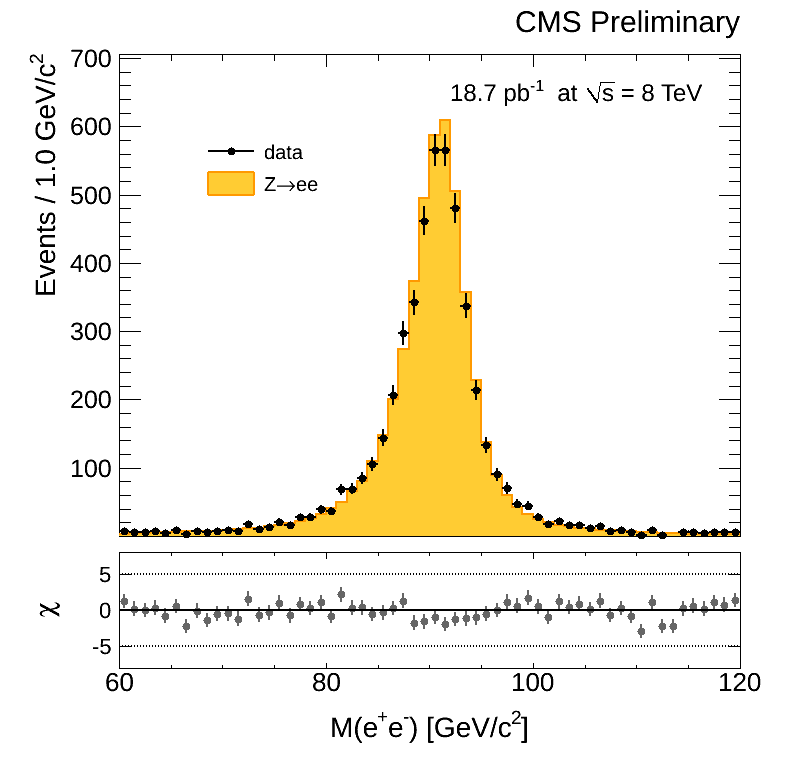 CMS Preliminary
Events / 1.0 GeV/c²
700
600
500
400
300
200
100
18.7 pb⁻¹ at √s = 8 TeV
data
Z→ee
χ
5
0
-5
60 80 100 120
M(e⁺e⁻) [GeV/c²]